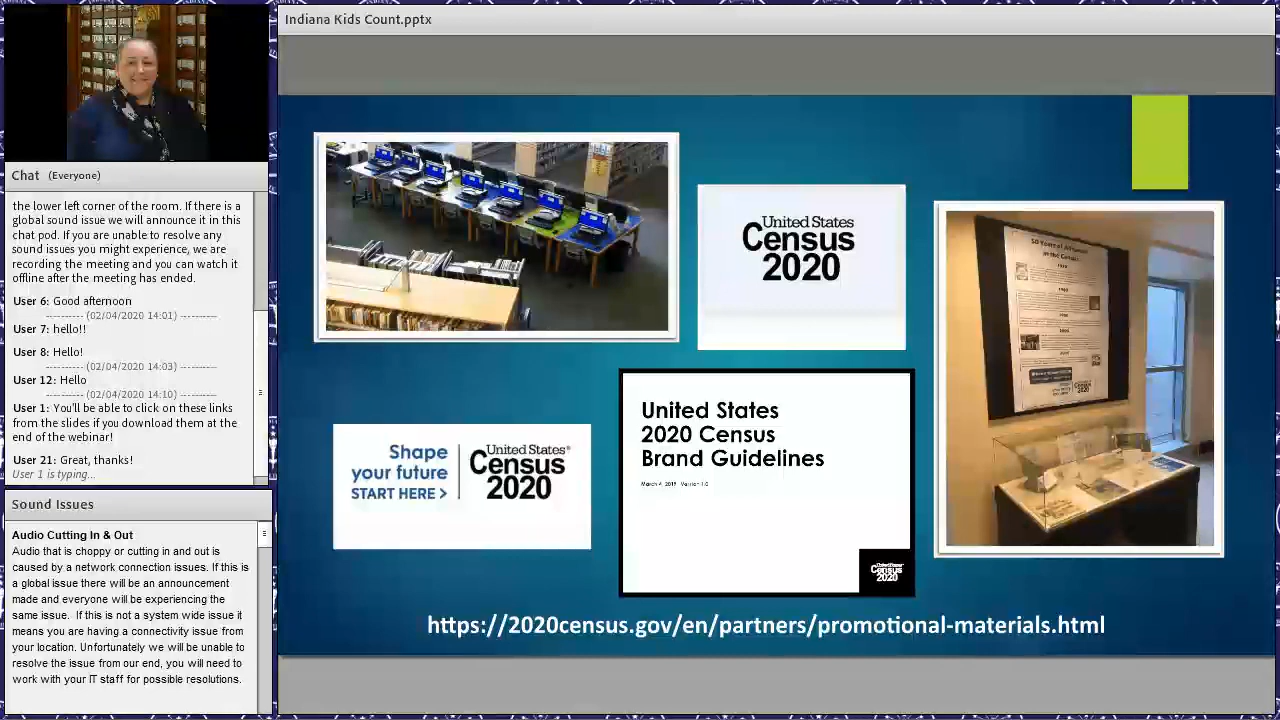 Indiana Kids Count.pptx
Chat (Everyone)
the lower left corner of the room. If there is a
global sound issue we will announce it in this
chat pod. If you are unable to resolve any
sound issues you might experience, we are
recording the meeting and you can watch it
offline after the meeting has ended.
User 6: Good afternoon
---------- (02/04/2020 14:01) ----------
User 7: hello!!
User 8: Hello!
---------- (02/04/2020 14:03) ----------
User 12: Hello
---------- (02/04/2020 14:10) ----------
User 1: You'll be able to click on these links
from the slides if you download them at the
end of the webinar!
User 21: Great, thanks!
User 1 is typing...
Sound Issues
Audio Cutting In & Out
Audio that is choppy or cutting in and out is
caused by a network connection issues. If this is
a global issue there will be an announcement
made and everyone will be experiencing the
same issue. If this is not a system wide issue it
means you are having a connectivity issue from
your location. Unfortunately we will be unable to
resolve the issue from our end, you will need to
work with your IT staff for possible resolutions.
United States
Census
2020
Shape
your future
START HERE >
United States®
Census
2020
United States
2020 Census
Brand Guidelines
March 4, 2019 Version 1.0
United States
Census
2020
https://2020census.gov/en/partners/promotional-materials.html